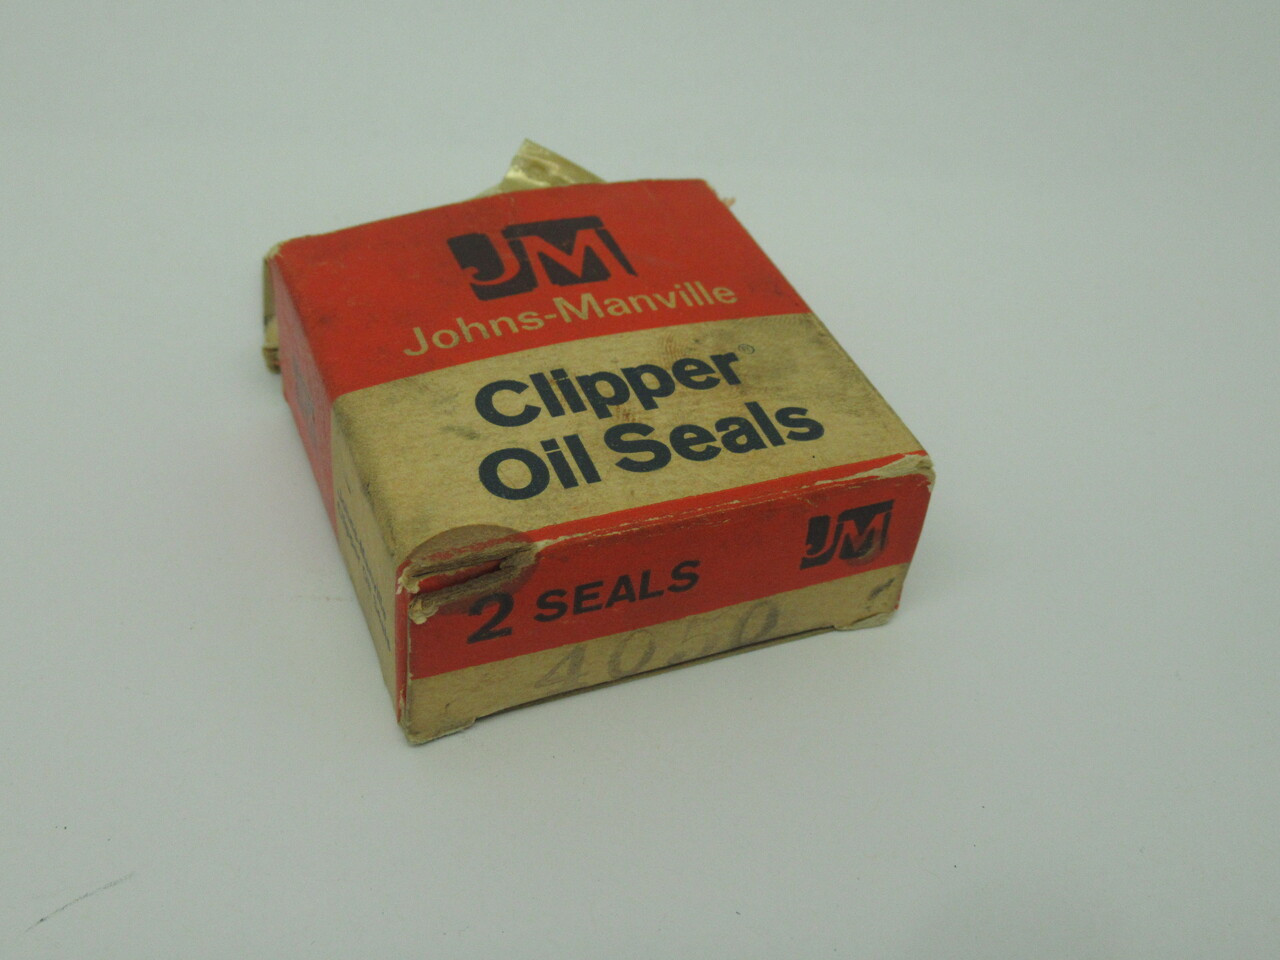 JM
Johns-Manville
Clipper®
Oil Seals
2 SEALS
JM
4050